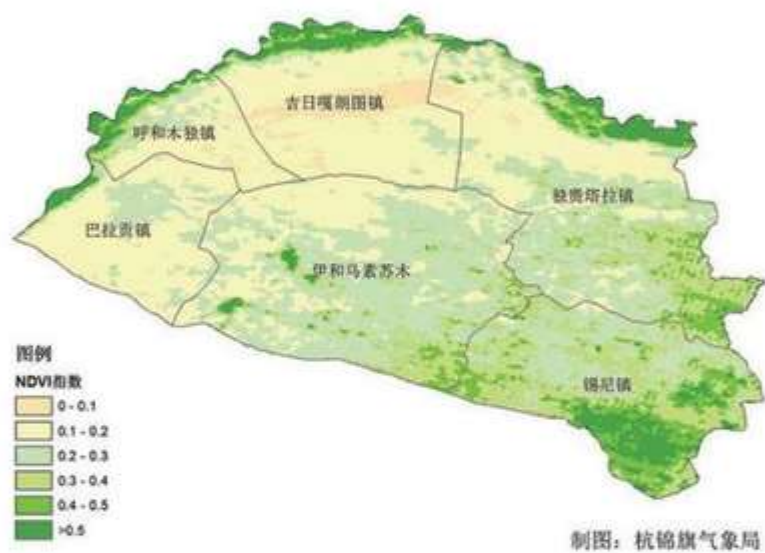 吉日嘎朗图镇
呼和木独镇
独贵塔拉镇
巴拉贡镇
伊和乌素苏木
锡尼镇
图例
NDVI指数
0 - 0.1
0.1 - 0.2
0.2 - 0.3
0.3 - 0.4
0.4 - 0.5
>0.5
制图：杭锦旗气象局